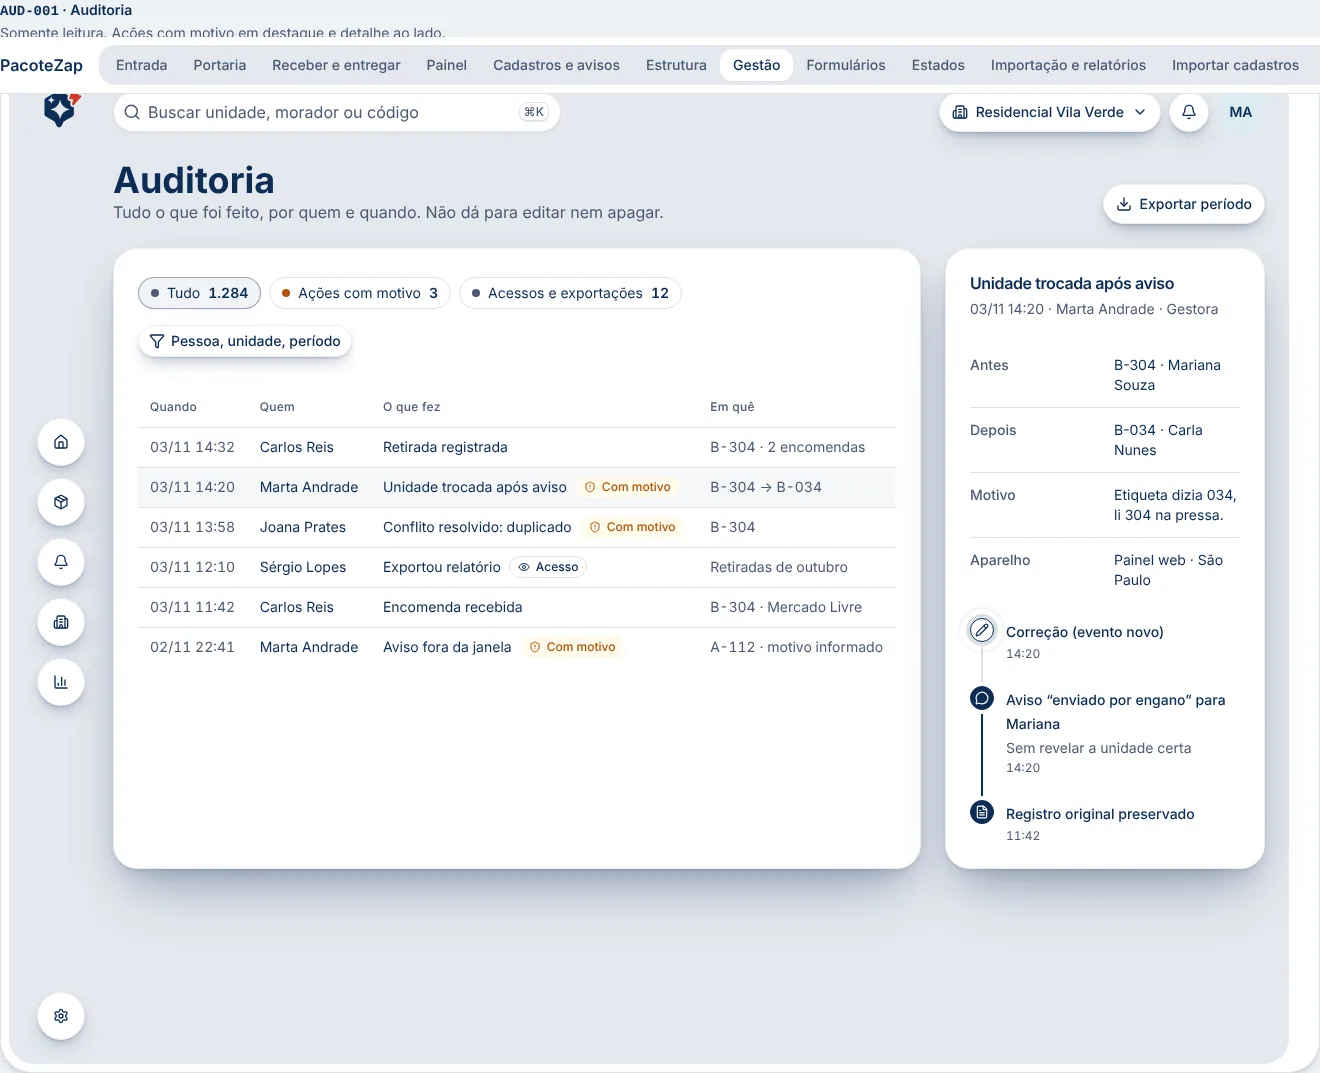 AUD-001 · Auditoria
Somente leitura. Ações com motivo em destaque e detalhe ao lado.
PacoteZap
Entrada
Portaria
Receber e entregar
Painel
Cadastros e avisos
Estrutura
Gestão
Formulários
Estados
Importação e relatórios
Importar cadastros
Buscar unidade, morador ou código
⌘K
Residencial Vila Verde
MA
Auditoria
Tudo o que foi feito, por quem e quando. Não dá para editar nem apagar.
Exportar período
Tudo 1.284
Ações com motivo 3
Acessos e exportações 12
Pessoa, unidade, período
Quando Quem O que fez Em quê
03/11 14:32 Carlos Reis Retirada registrada B-304 · 2 encomendas
03/11 14:20 Marta Andrade Unidade trocada após aviso Com motivo B-304 → B-034
03/11 13:58 Joana Prates Conflito resolvido: duplicado Com motivo B-304
03/11 12:10 Sérgio Lopes Exportou relatório Acesso Retiradas de outubro
03/11 11:42 Carlos Reis Encomenda recebida B-304 · Mercado Livre
02/11 22:41 Marta Andrade Aviso fora da janela Com motivo A-112 · motivo informado
Unidade trocada após aviso
03/11 14:20 · Marta Andrade · Gestora
Antes B-304 · Mariana
Souza
Depois B-034 · Carla
Nunes
Motivo Etiqueta dizia 034,
li 304 na pressa.
Aparelho Painel web · São
Paulo
Correção (evento novo)
14:20
Aviso “enviado por engano” para
Mariana
Sem revelar a unidade certa
14:20
Registro original preservado
11:42